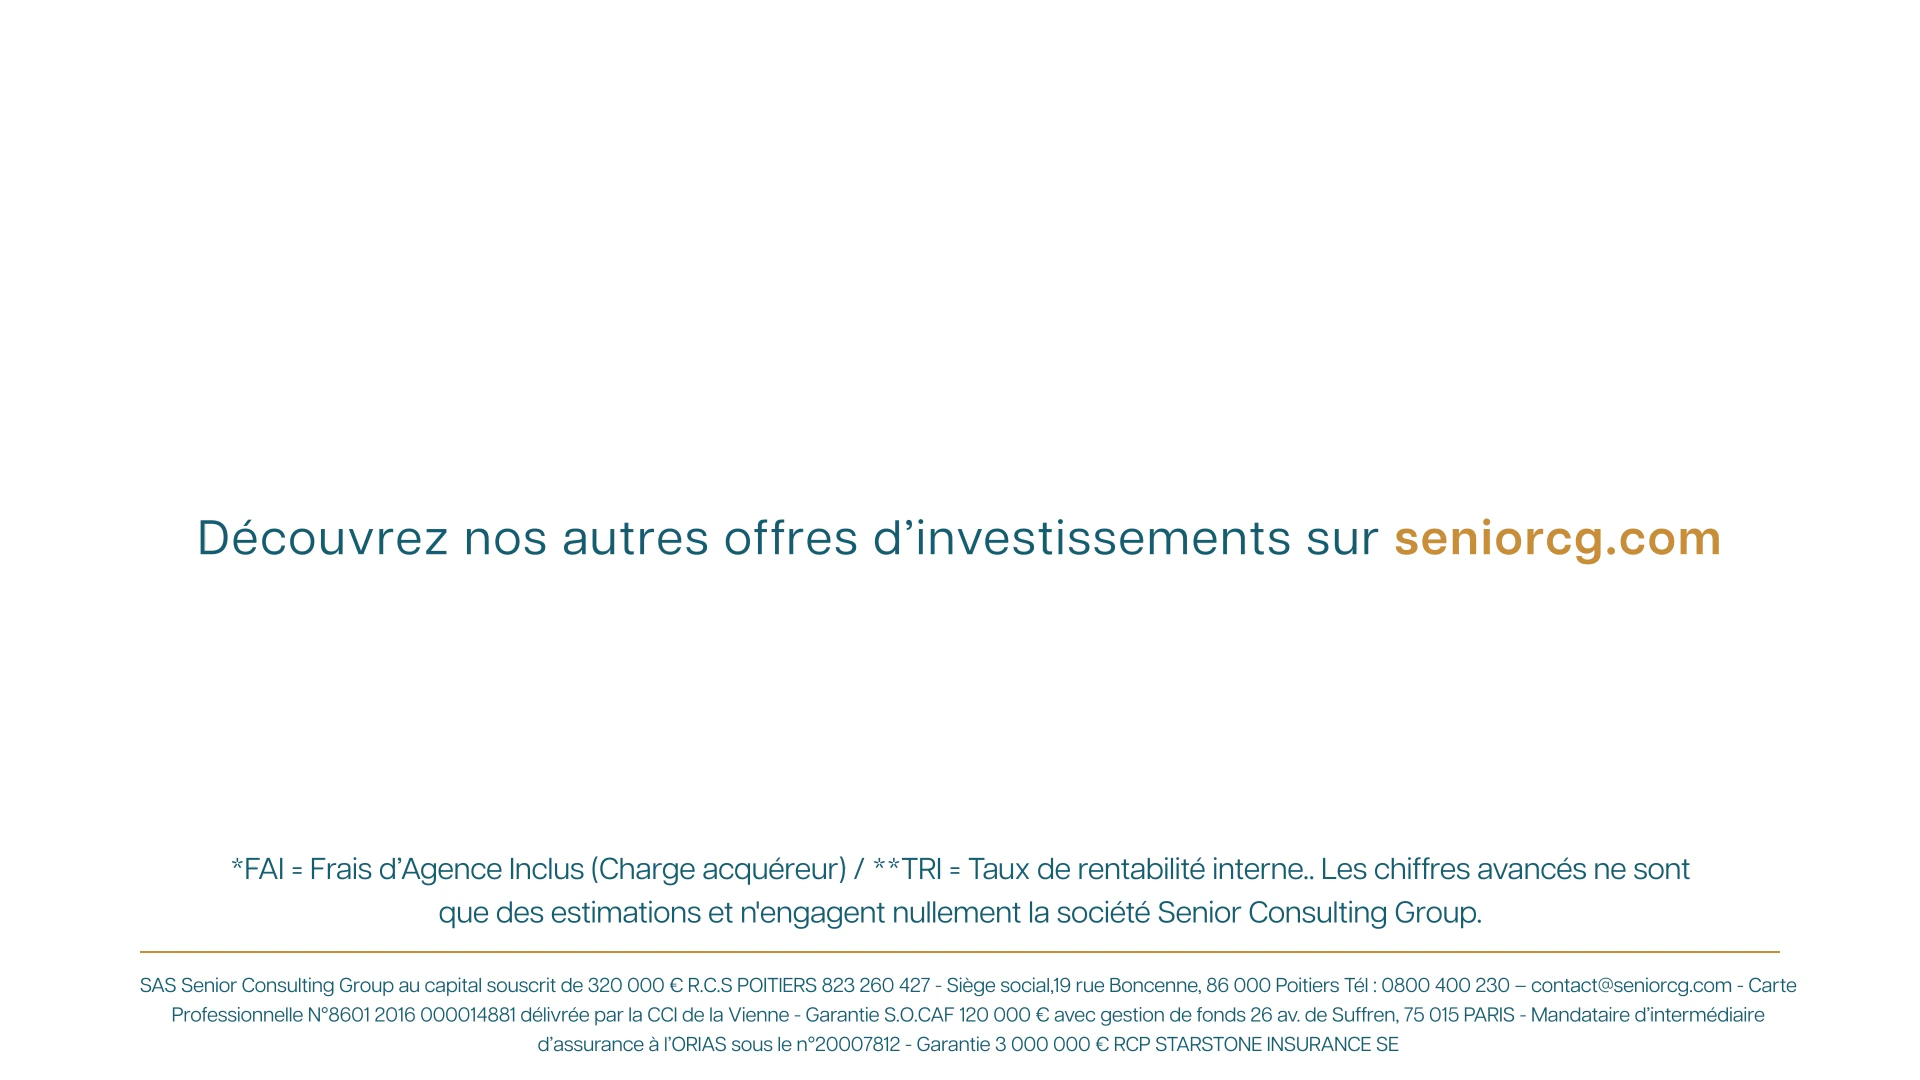 Découvrez nos autres offres d’investissements sur seniorcg.com
*FAI = Frais d’Agence Inclus (Charge acquéreur) / **TRI = Taux de rentabilité interne.. Les chiffres avancés ne sont
que des estimations et n'engagent nullement la société Senior Consulting Group.
SAS Senior Consulting Group au capital souscrit de 320 000 € R.C.S POITIERS 823 260 427 - Siège social,19 rue Boncenne, 86 000 Poitiers Tél : 0800 400 230 – contact@seniorcg.com - Carte
Professionnelle N°8601 2016 000014881 délivrée par la CCI de la Vienne - Garantie S.O.CAF 120 000 € avec gestion de fonds 26 av. de Suffren, 75 015 PARIS - Mandataire d’intermédiaire
d’assurance à l’ORIAS sous le n°20007812 - Garantie 3 000 000 € RCP STARSTONE INSURANCE SE